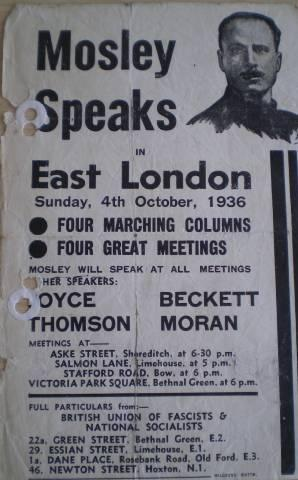 Mosley
Speaks
IN
East London
Sunday, 4th October, 1936
FOUR MARCHING COLUMNS
FOUR GREAT MEETINGS
MOSLEY WILL SPEAK AT ALL MEETINGS
HER SPEAKERS:
OYCE BECKETT
THOMSON MORAN
MEETINGS AT—
ASKE STREET, Shoreditch, at 6-30 p.m.
SALMON LANE, Limehouse, at 5 p.m.
STAFFORD ROAD, Bow, at 6 p.m.
VICTORIA PARK SQUARE, Bethnal Green, at 6 p.m.
FULL PARTICULARS from:—
BRITISH UNION OF FASCISTS &
NATIONAL SOCIALISTS
22a, GREEN STREET, Bethnal Green, E.2.
29, ESSIAN STREET, Limehouse, E.1.
1a, DANE PLACE, Rosebank Road, Old Ford, E.3.
46, NEWTON STREET, Hoxton, N.1.